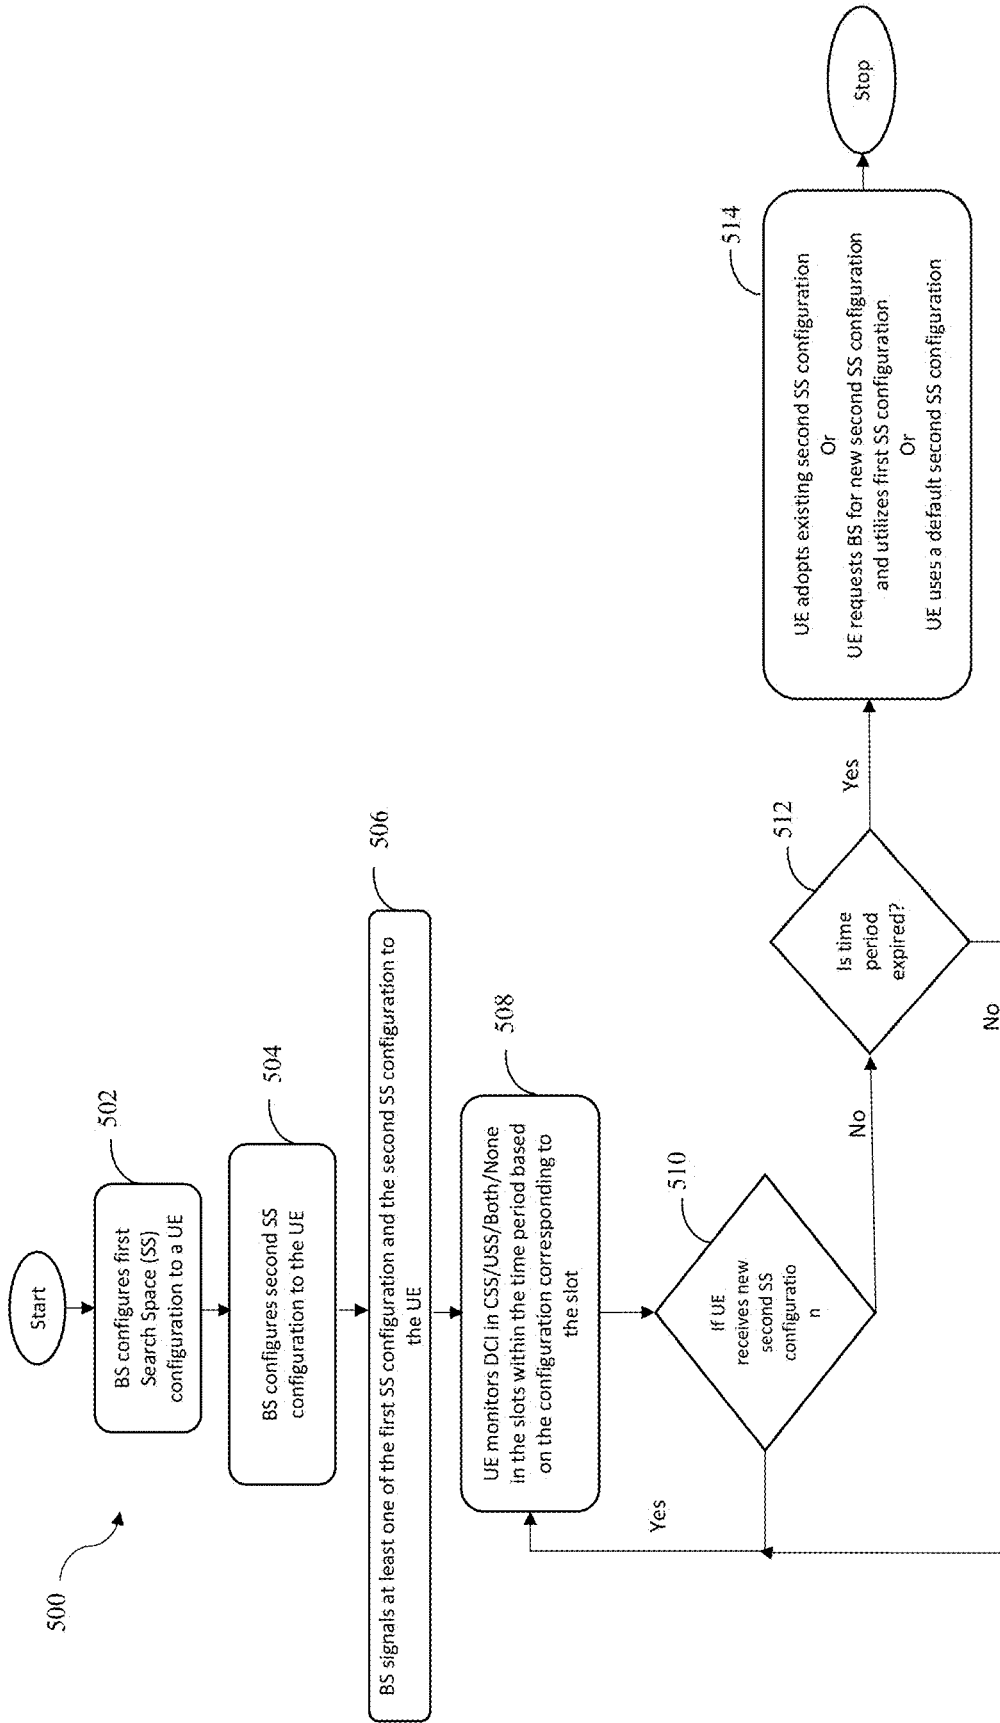 500
Start
502
BS configures first
Search Space (SS)
configuration to a UE
504
BS configures second SS
configuration to the UE
506
BS signals at least one of the first SS configuration and the second SS configuration to
the UE
508
UE monitors DCI in CSS/USS/Both/None
in the slots within the time period based
on the configuration corresponding to
the slot
510
If UE
receives new
second SS
configuratio
n
Yes
No
512
Is time
period
expired?
No
Yes
514
UE adopts existing second SS configuration
Or
UE requests BS for new second SS configuration
and utilizes first SS configuration
Or
UE uses a default second SS configuration
Stop